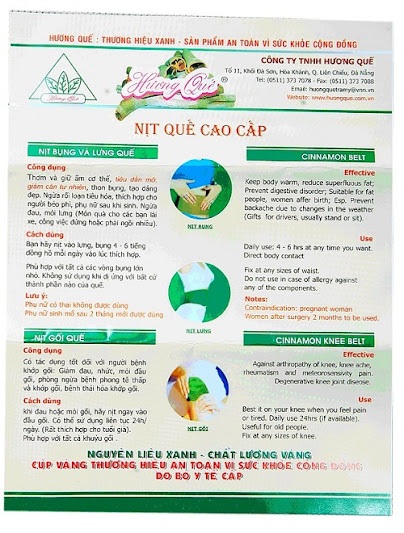 HƯƠNG QUẾ : THƯƠNG HIỆU XANH - SẢN PHẨM AN TOÀN VÌ SỨC KHỎE CỘNG ĐỒNG
CÔNG TY TNHH HƯƠNG QUẾ
Tổ 11, Khối Đà Sơn, Hòa Khánh, Q. Liên Chiểu, Đà Nẵng
Tel: (0511) 373 7078 - Fax: (0511) 373 7088
Email: huongquetramy@vnn.vn
Website: www.huongque.com.vn
Hương Quế
Hương Quế ®
NỊT QUẾ CAO CẤP
NỊT BỤNG VÀ LƯNG QUẾ
Công dụng
Thơm và giữ ấm cơ thể, tiêu dần mỡ,
giảm cân tự nhiên, thon bụng, tạo dáng
đẹp. Ngừa rối loạn tiêu hóa, thích hợp cho
người béo phì, phụ nữ sau khi sinh. Ngừa
đau, mỏi lưng (Món quà cho các bạn lái
xe, công việc đứng hoặc phải ngồi nhiều).
Cách dùng
Bạn hãy nịt vào lưng, bụng 4 - 6 tiếng
đồng hồ mỗi ngày vào lúc thích hợp.
Phù hợp với tất cả các vòng bụng lớn
nhỏ. Không sử dụng khi dị ứng với bất cứ
thành phần nào của quế.
Lưu ý:
Phụ nữ có thai không được dùng
Phụ nữ sinh mổ sau 2 tháng mới được dùng
NỊT BỤNG
NỊT LƯNG
CINNAMON BELT
Effective
Keep body warm, reduce superfluous fat;
Prevent digestive disorder; Suitable for fat
people, women affer birth; Esp. Prevent
backache due to changes in the weather
(Gifts for drivers, usually stand or sit).
Use
Daily use: 4 - 6 hrs at any time you want.
Direct body contact
Fix at any sizes of waist.
Do not use in case of allergy against
any of the components.
Notes:
Contraindication: pregnant woman
Women after surgery 2 months to be used.
NỊT GỐI QUẾ
Công dụng
Có tác dụng tốt đối với người bệnh
khớp gối: Giảm đau, nhức, mỏi đầu
gối, phòng ngừa bệnh phong tê thấp
và khớp gối, bệnh thái hóa khớp gối.
Cách dùng
khi đau hoặc mỏi gối, hãy nịt ngay vào
đầu gối. Có thể sử dụng liên tục 24h/
ngày. (Rất thích hợp cho tuổi già).
Phù hợp với tất cả khuỷu gối .
NỊT GỐI
CINNAMON KNEE BELT
Effective
Against arthropathy of knee, knee ache,
rheumatism and meteorosensivity pain.
Degenerative knee joint disease.
Use
Best it on your knee when you feel pain
or tired. Daily use 24hrs (if available).
Useful for old people.
Fix at any sizes of knee.
NGUYÊN LIỆU XANH - CHẤT LƯỢNG VÀNG
CÚP VÀNG THƯƠNG HIỆU AN TOÀN VÌ SỨC KHỎE CỘNG ĐỒNG
DO BỘ Y TẾ CẤP